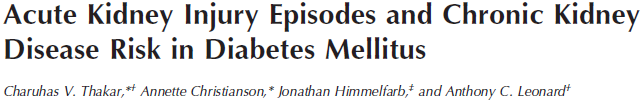 Acute Kidney Injury Episodes and Chronic Kidney
Disease Risk in Diabetes Mellitus
Charuhas V. Thakar,*† Annette Christianson,* Jonathan Himmelfarb,‡ and Anthony C. Leonard†